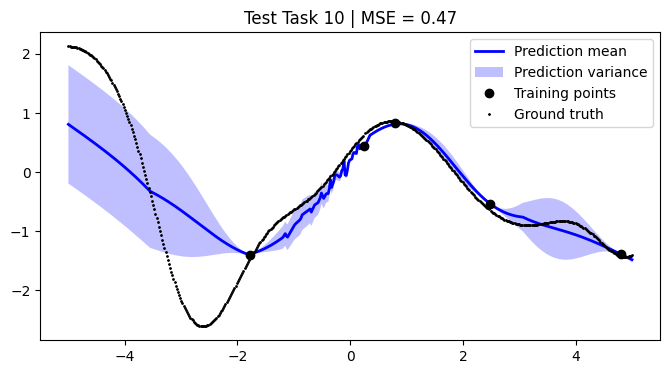 Test Task 10 | MSE = 0.47
Prediction mean
Prediction variance
Training points
Ground truth
2
1
0
−1
−2
−4
−2
0
2
4